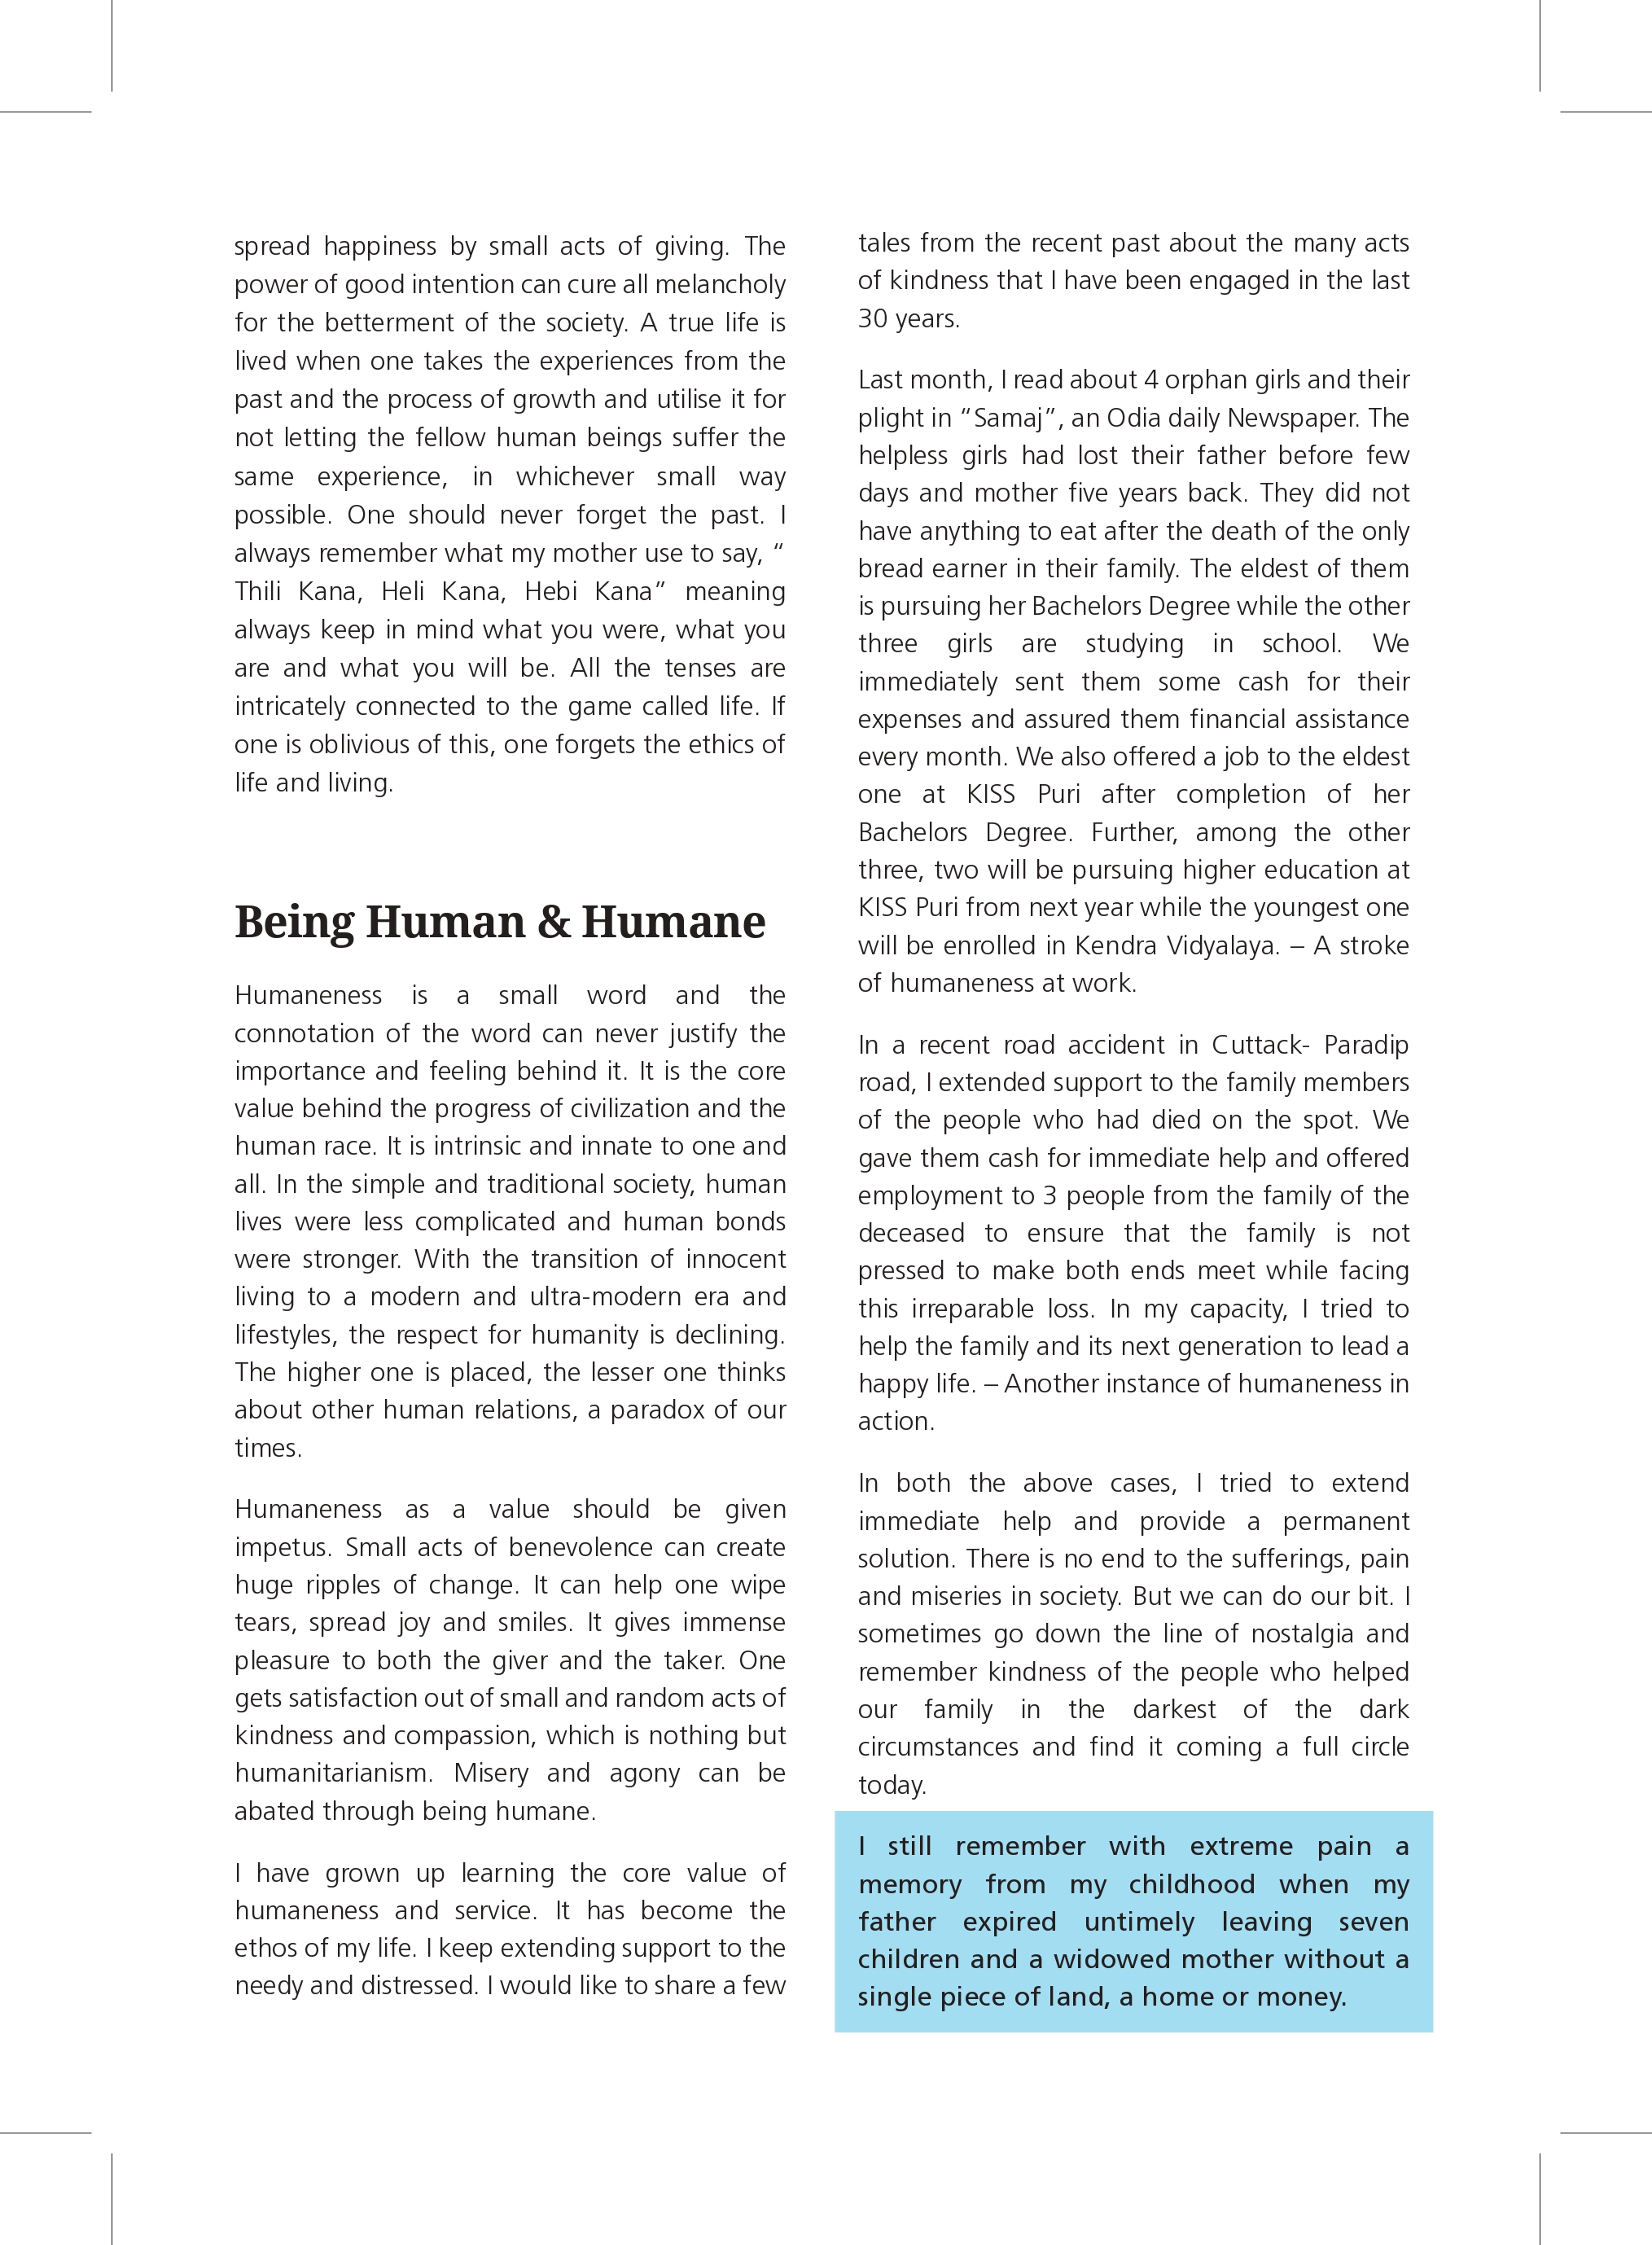 spread happiness by small acts of giving. The
power of good intention can cure all melancholy
for the betterment of the society. A true life is
lived when one takes the experiences from the
past and the process of growth and utilise it for
not letting the fellow human beings suffer the
same experience, in whichever small way
possible. One should never forget the past. I
always remember what my mother use to say, “
Thili Kana, Heli Kana, Hebi Kana” meaning
always keep in mind what you were, what you
are and what you will be. All the tenses are
intricately connected to the game called life. If
one is oblivious of this, one forgets the ethics of
life and living.
Being Human & Humane
Humaneness is a small word and the
connotation of the word can never justify the
importance and feeling behind it. It is the core
value behind the progress of civilization and the
human race. It is intrinsic and innate to one and
all. In the simple and traditional society, human
lives were less complicated and human bonds
were stronger. With the transition of innocent
living to a modern and ultra-modern era and
lifestyles, the respect for humanity is declining.
The higher one is placed, the lesser one thinks
about other human relations, a paradox of our
times.
Humaneness as a value should be given
impetus. Small acts of benevolence can create
huge ripples of change. It can help one wipe
tears, spread joy and smiles. It gives immense
pleasure to both the giver and the taker. One
gets satisfaction out of small and random acts of
kindness and compassion, which is nothing but
humanitarianism. Misery and agony can be
abated through being humane.
I have grown up learning the core value of
humaneness and service. It has become the
ethos of my life. I keep extending support to the
needy and distressed. I would like to share a few
tales from the recent past about the many acts
of kindness that I have been engaged in the last
30 years.
Last month, I read about 4 orphan girls and their
plight in “Samaj”, an Odia daily Newspaper. The
helpless girls had lost their father before few
days and mother five years back. They did not
have anything to eat after the death of the only
bread earner in their family. The eldest of them
is pursuing her Bachelors Degree while the other
three girls are studying in school. We
immediately sent them some cash for their
expenses and assured them financial assistance
every month. We also offered a job to the eldest
one at KISS Puri after completion of her
Bachelors Degree. Further, among the other
three, two will be pursuing higher education at
KISS Puri from next year while the youngest one
will be enrolled in Kendra Vidyalaya. – A stroke
of humaneness at work.
In a recent road accident in Cuttack- Paradip
road, I extended support to the family members
of the people who had died on the spot. We
gave them cash for immediate help and offered
employment to 3 people from the family of the
deceased to ensure that the family is not
pressed to make both ends meet while facing
this irreparable loss. In my capacity, I tried to
help the family and its next generation to lead a
happy life. – Another instance of humaneness in
action.
In both the above cases, I tried to extend
immediate help and provide a permanent
solution. There is no end to the sufferings, pain
and miseries in society. But we can do our bit. I
sometimes go down the line of nostalgia and
remember kindness of the people who helped
our family in the darkest of the dark
circumstances and find it coming a full circle
today.
I still remember with extreme pain a
memory from my childhood when my
father expired untimely leaving seven
children and a widowed mother without a
single piece of land, a home or money.